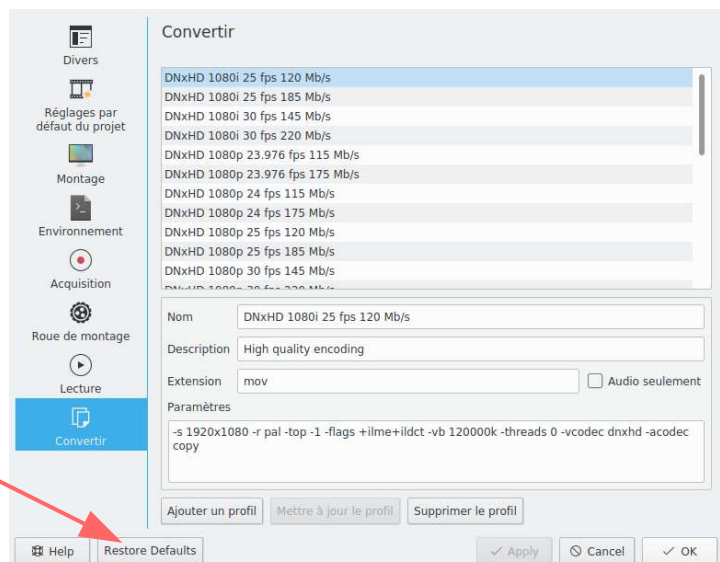 Divers
Réglages par
défaut du projet
Montage
Environnement
Acquisition
Roue de montage
Lecture
Convertir
Convertir
DNxHD 1080i 25 fps 120 Mb/s
DNxHD 1080i 25 fps 185 Mb/s
DNxHD 1080i 30 fps 145 Mb/s
DNxHD 1080i 30 fps 220 Mb/s
DNxHD 1080p 23.976 fps 115 Mb/s
DNxHD 1080p 23.976 fps 175 Mb/s
DNxHD 1080p 24 fps 115 Mb/s
DNxHD 1080p 24 fps 175 Mb/s
DNxHD 1080p 25 fps 120 Mb/s
DNxHD 1080p 25 fps 185 Mb/s
DNxHD 1080p 30 fps 145 Mb/s
Nom DNxHD 1080i 25 fps 120 Mb/s
Description High quality encoding
Extension mov Audio seulement
Paramètres
-s 1920x1080 -r pal -top -1 -flags +ilme+ildct -vb 120000k -threads 0 -vcodec dnxhd -acodec
copy
Ajouter un profil Mettre à jour le profil Supprimer le profil
Help Restore Defaults Apply Cancel OK